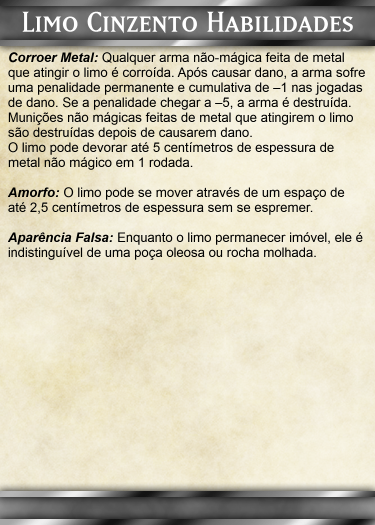 Limo Cinzento Habilidades
Corroer Metal: Qualquer arma não-mágica feita de metal
que atingir o limo é corroída. Após causar dano, a arma sofre
uma penalidade permanente e cumulativa de –1 nas jogadas
de dano. Se a penalidade chegar a –5, a arma é destruída.
Munições não mágicas feitas de metal que atingirem o limo
são destruídas depois de causarem dano.
O limo pode devorar até 5 centímetros de espessura de
metal não mágico em 1 rodada.
Amorfo: O limo pode se mover através de um espaço de
até 2,5 centímetros de espessura sem se espremer.
Aparência Falsa: Enquanto o limo permanecer imóvel, ele é
indistinguível de uma poça oleosa ou rocha molhada.